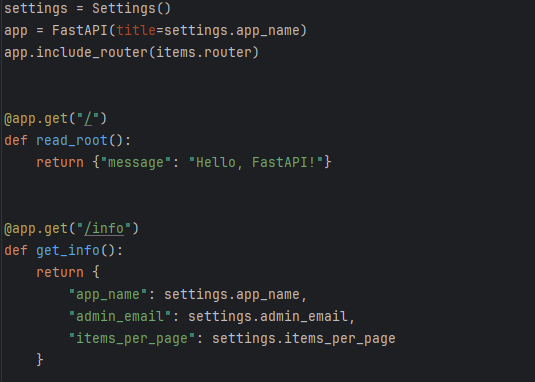 settings = Settings()
app = FastAPI(title=settings.app_name)
app.include_router(items.router)
@app.get("/")
def read_root():
    return {"message": "Hello, FastAPI!"}
@app.get("/info")
def get_info():
    return {
        "app_name": settings.app_name,
        "admin_email": settings.admin_email,
        "items_per_page": settings.items_per_page
    }